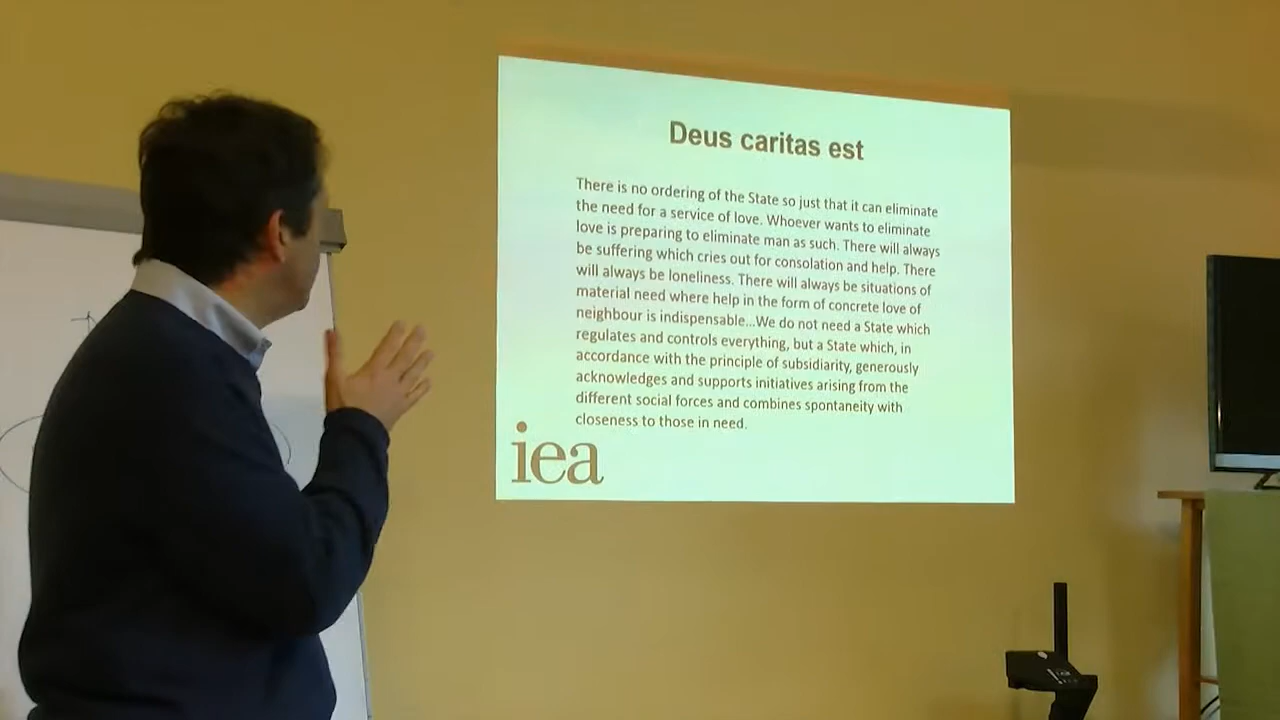 Deus caritas est
There is no ordering of the State so just that it can eliminate
the need for a service of love. Whoever wants to eliminate
love is preparing to eliminate man as such. There will always
be suffering which cries out for consolation and help. There
will always be loneliness. There will always be situations of
material need where help in the form of concrete love of
neighbour is indispensable...We do not need a State which
regulates and controls everything, but a State which, in
accordance with the principle of subsidiarity, generously
acknowledges and supports initiatives arising from the
different social forces and combines spontaneity with
closeness to those in need.
iea